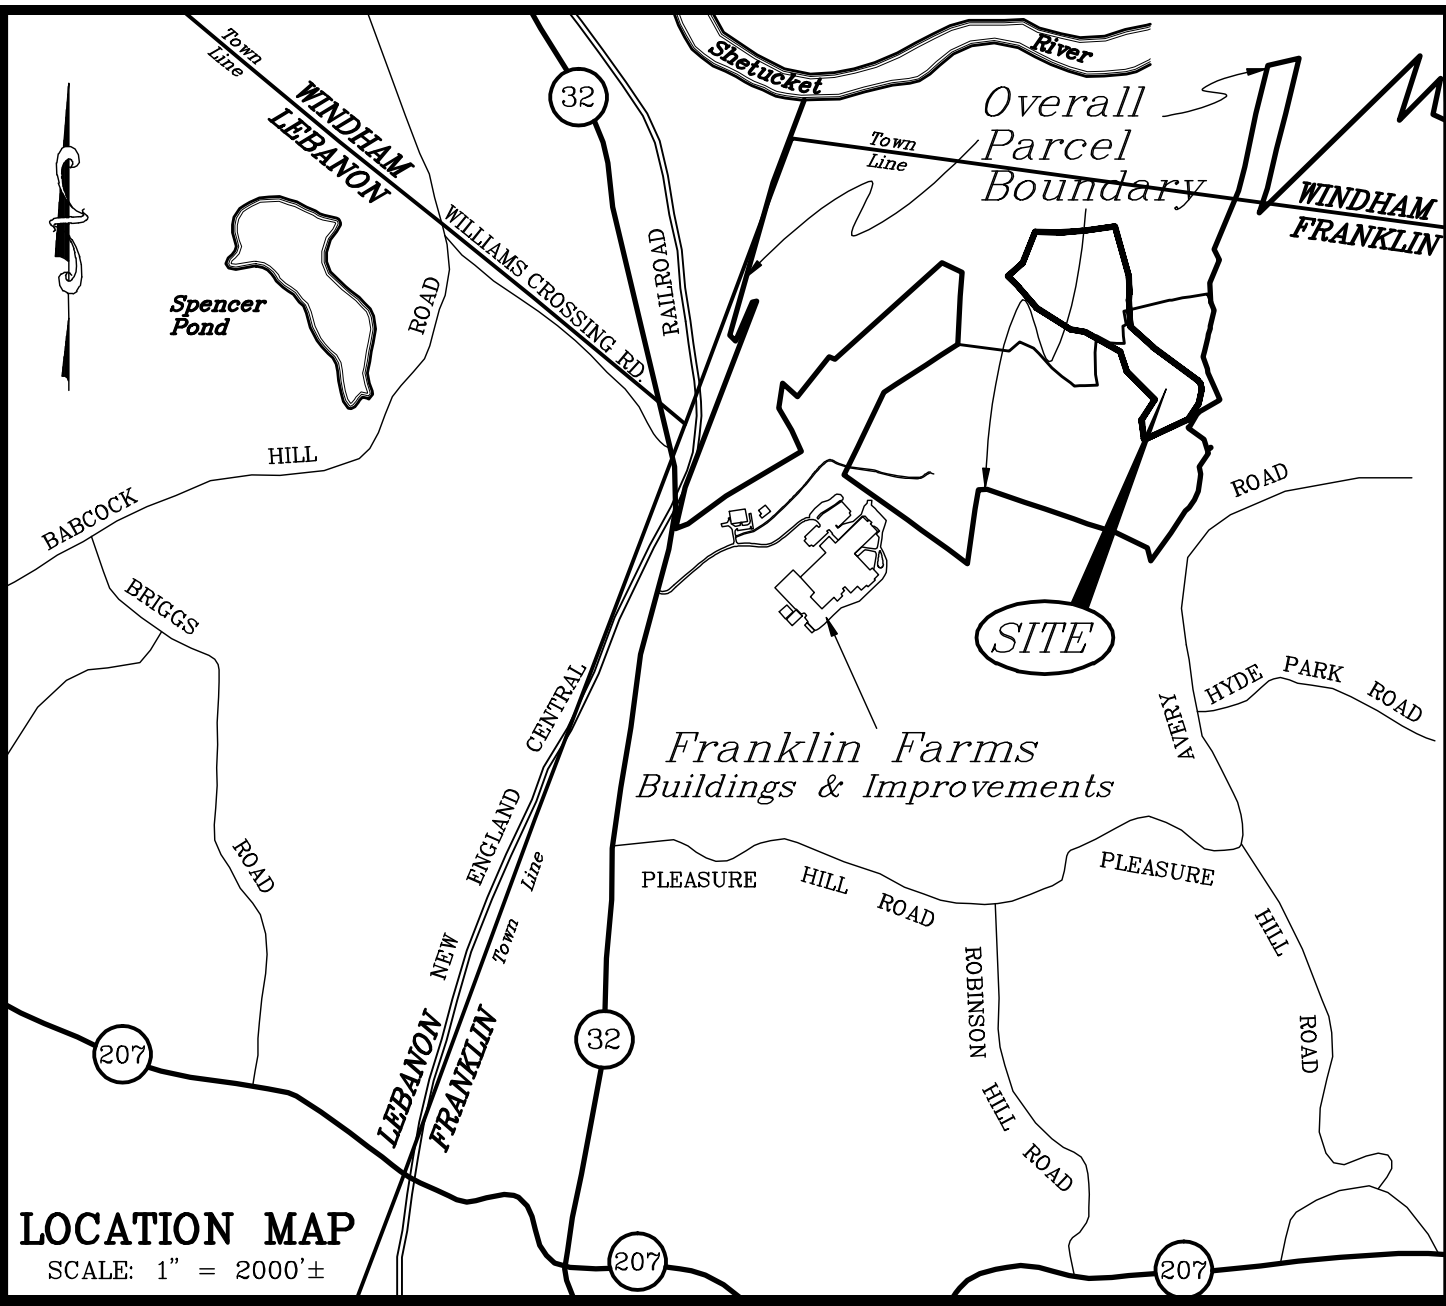 Town
Line
WINDHAM
LEBANON
32
Shetucket
River
Overall
Parcel
Boundary
Town
Line
WINDHAM
FRANKLIN
Spencer
Pond
WILLIAMS CROSSING RD.
RAILROAD
ROAD
HILL
BABCOCK
BRIGGS
ROAD
ROAD
SITE
HYDE PARK ROAD
AVERY
CENTRAL
ENGLAND
NEW
Franklin Farms
Buildings & Improvements
Town Line
PLEASURE HILL ROAD
PLEASURE
HILL
ROAD
ROBINSON
HILL
ROAD
LEBANON
FRANKLIN
207
32
LOCATION MAP
SCALE: 1" = 2000'±
207
207